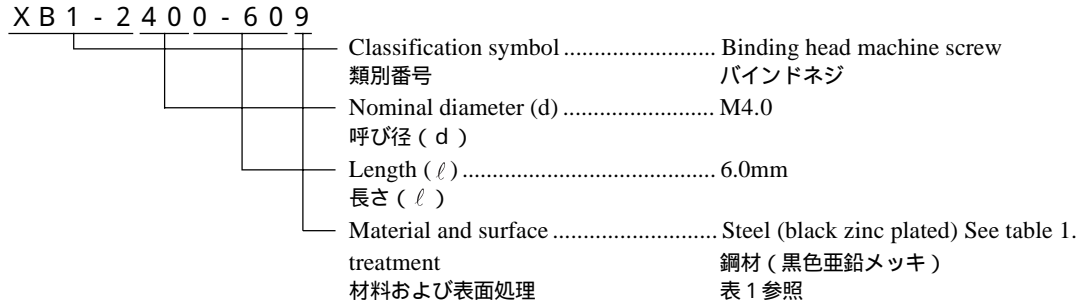 XB1-2400-609
Classification symbol ........................ Binding head machine screw
類別番号 バインドネジ
Nominal diameter (d) ........................ M4.0
呼び径(d)
Length (ℓ) ........................................ 6.0mm
長さ(ℓ)
Material and surface .......................... Steel (black zinc plated) See table 1.
treatment 鋼材(黒色亜鉛メッキ)
材料および表面処理 表1参照